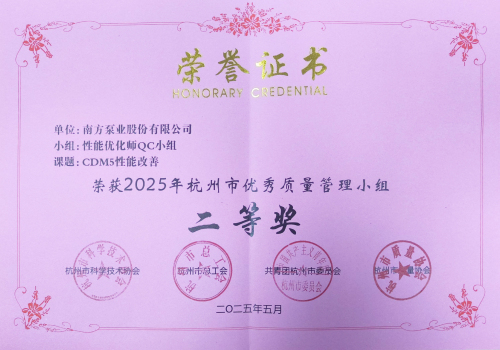 荣誉证书
HONORARY CREDENTIAL
单位: 南方泵业股份有限公司
小组: 性能优化师QC小组
课题: CDM5性能改善
荣获2025年杭州市优秀质量管理小组
二等奖
杭州市科学技术协会 杭州市总工会 共青团杭州市委员会 杭州市质量协会
二〇二五年五月